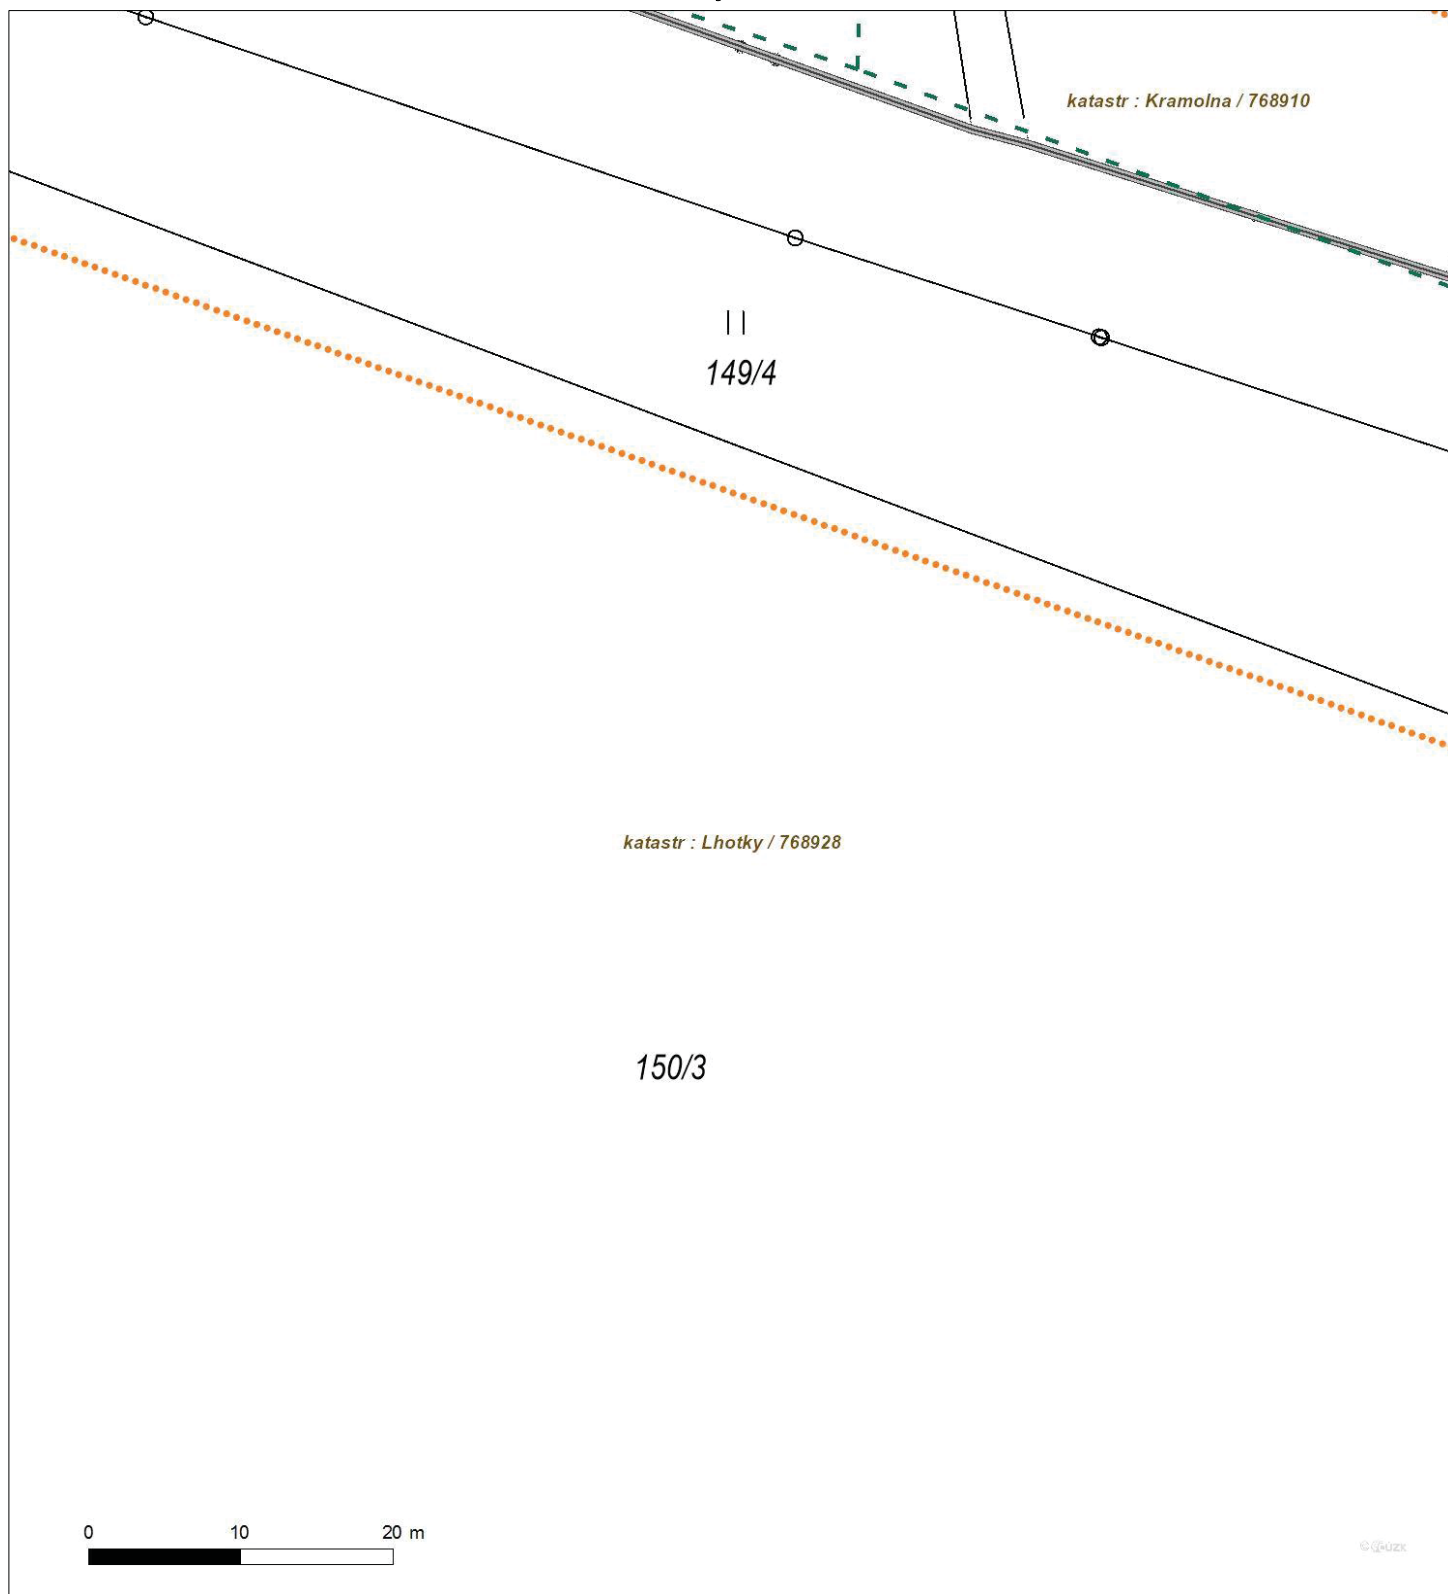 katastr : Kramolna / 768910
149/4
katastr : Lhotky / 768928
150/3
0 10 20 m